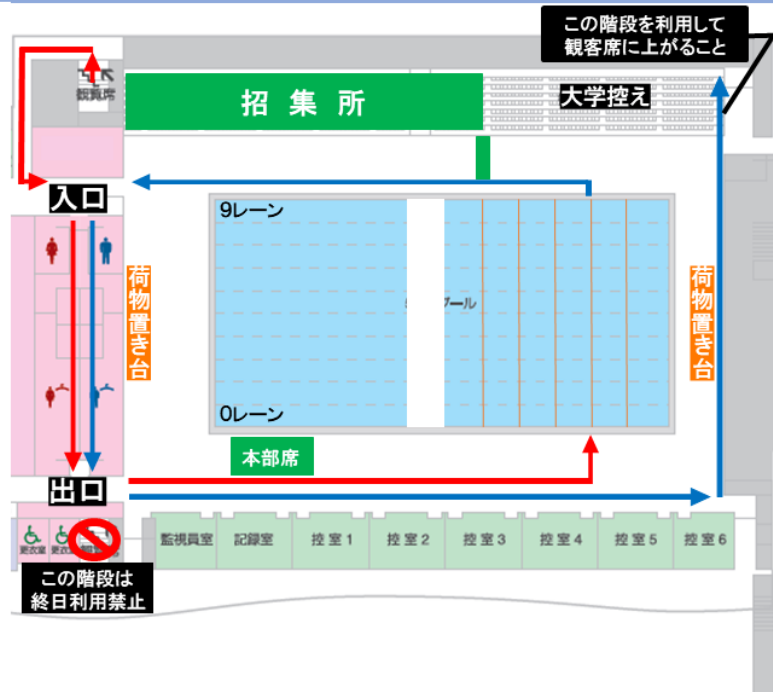 この階段を利用して
観客席に上がること
観覧席
招集所
大学控え
入口
9レーン
荷物置き台
プール
荷物置き台
0レーン
本部席
出口
更衣室
更衣
監視員室
記録室
控室1
控室2
控室3
控室4
控室5
控室6
この階段は
終日利用禁止